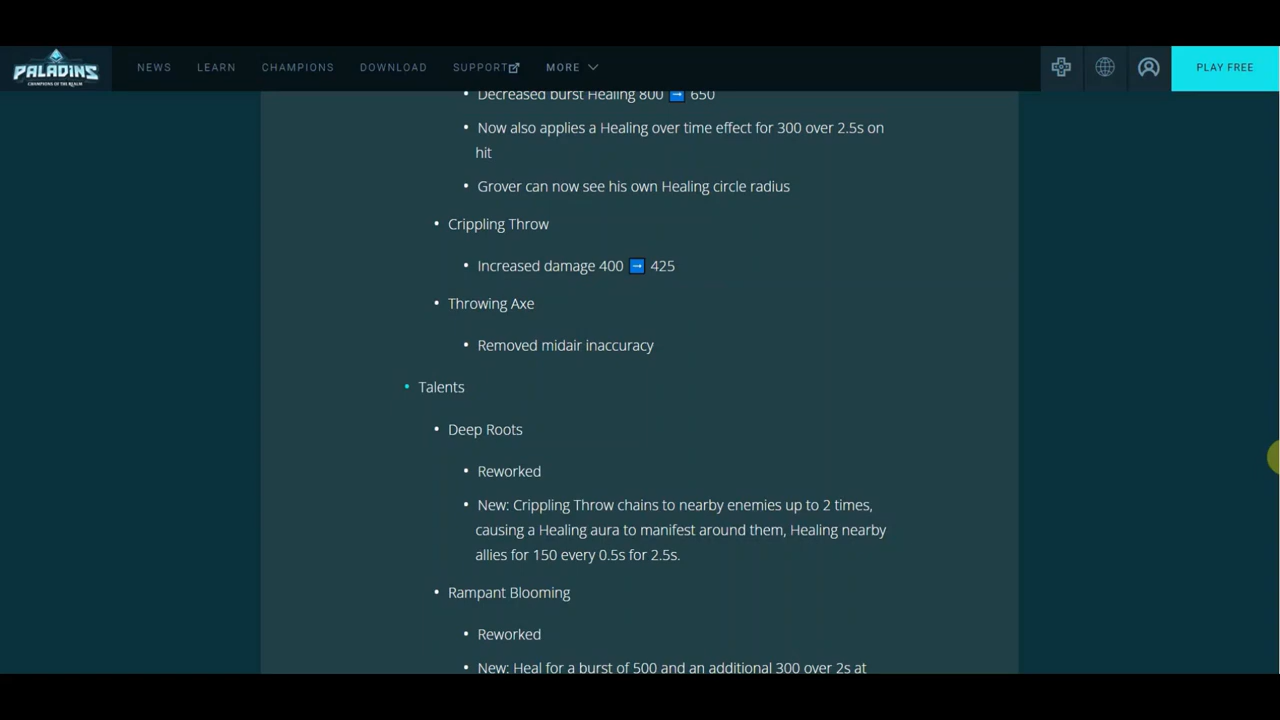 PALADINS
CHAMPIONS OF THE REALM
NEWS LEARN CHAMPIONS DOWNLOAD SUPPORT MORE PLAY FREE
• Decreased burst Healing 800 → 650
• Now also applies a Healing over time effect for 300 over 2.5s on
hit
• Grover can now see his own Healing circle radius
• Crippling Throw
• Increased damage 400 → 425
• Throwing Axe
• Removed midair inaccuracy
• Talents
• Deep Roots
• Reworked
• New: Crippling Throw chains to nearby enemies up to 2 times,
causing a Healing aura to manifest around them, Healing nearby
allies for 150 every 0.5s for 2.5s.
• Rampant Blooming
• Reworked
• New: Heal for a burst of 500 and an additional 300 over 2s at